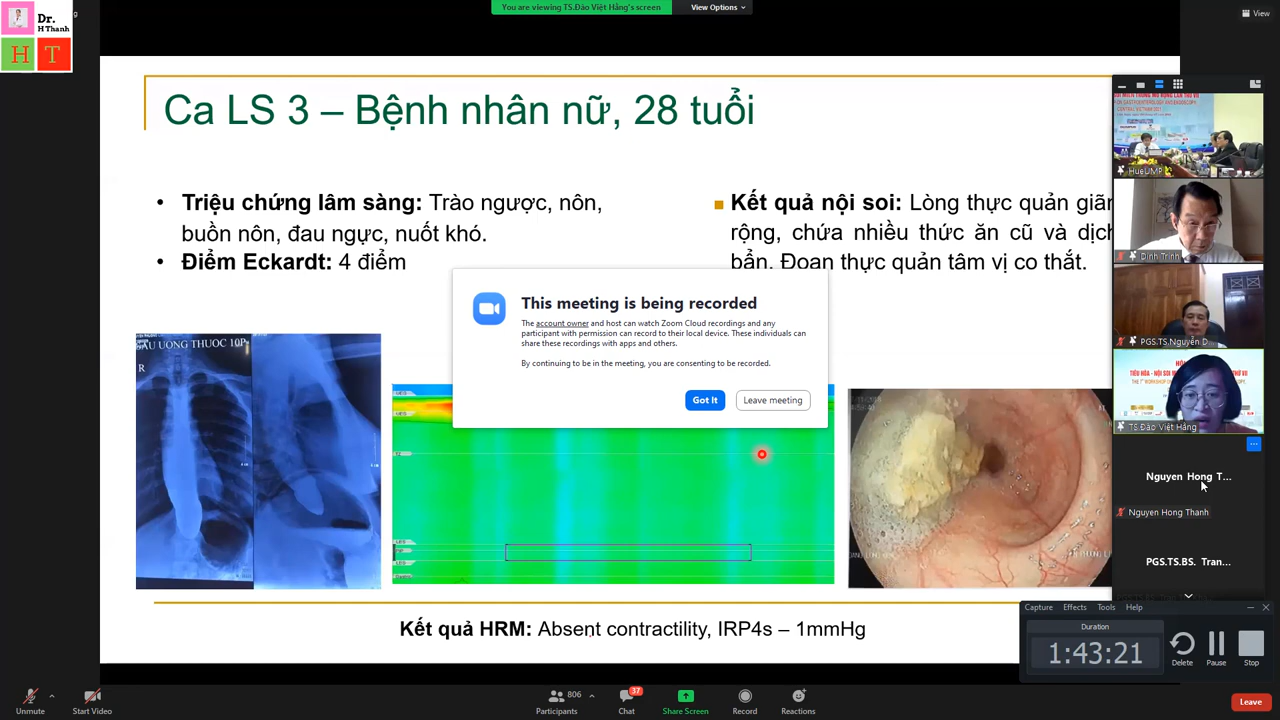 Dr.
H Thanh
H T
You are viewing TS.Đào Việt Hằng's screen
View Options
View
Ca LS 3 – Bệnh nhân nữ, 28 tuổi
• Triệu chứng lâm sàng: Trào ngược, nôn,
buồn nôn, đau ngực, nuốt khó.
• Điểm Eckardt: 4 điểm
Kết quả nội soi: Lòng thực quản giãn
rộng, chứa nhiều thức ăn cũ và dịch
bẩn. Đoạn thực quản tâm vị co thắt.
This meeting is being recorded
The account owner and host can watch Zoom Cloud recordings and any
participant with permission can record to their local device. These individuals can
share these recordings with apps and others.
By continuing to be in the meeting, you are consenting to be recorded.
Got It
Leave meeting
SAU UONG THUOC 10P
R
Kết quả HRM: Absent contractility, IRP4s – 1mmHg
HueUMP
Dinh Trinh
PGS.TS.Nguyễn D...
TS.Đào Việt Hằng
Nguyen Hong T...
Nguyen Hong Thanh
PGS.TS.BS. Tran...
Capture Effects Tools Help
Duration
1:43:21
Delete Pause Stop
Unmute
Start Video
806
Participants
37
Chat
Share Screen
Record
Reactions
Leave